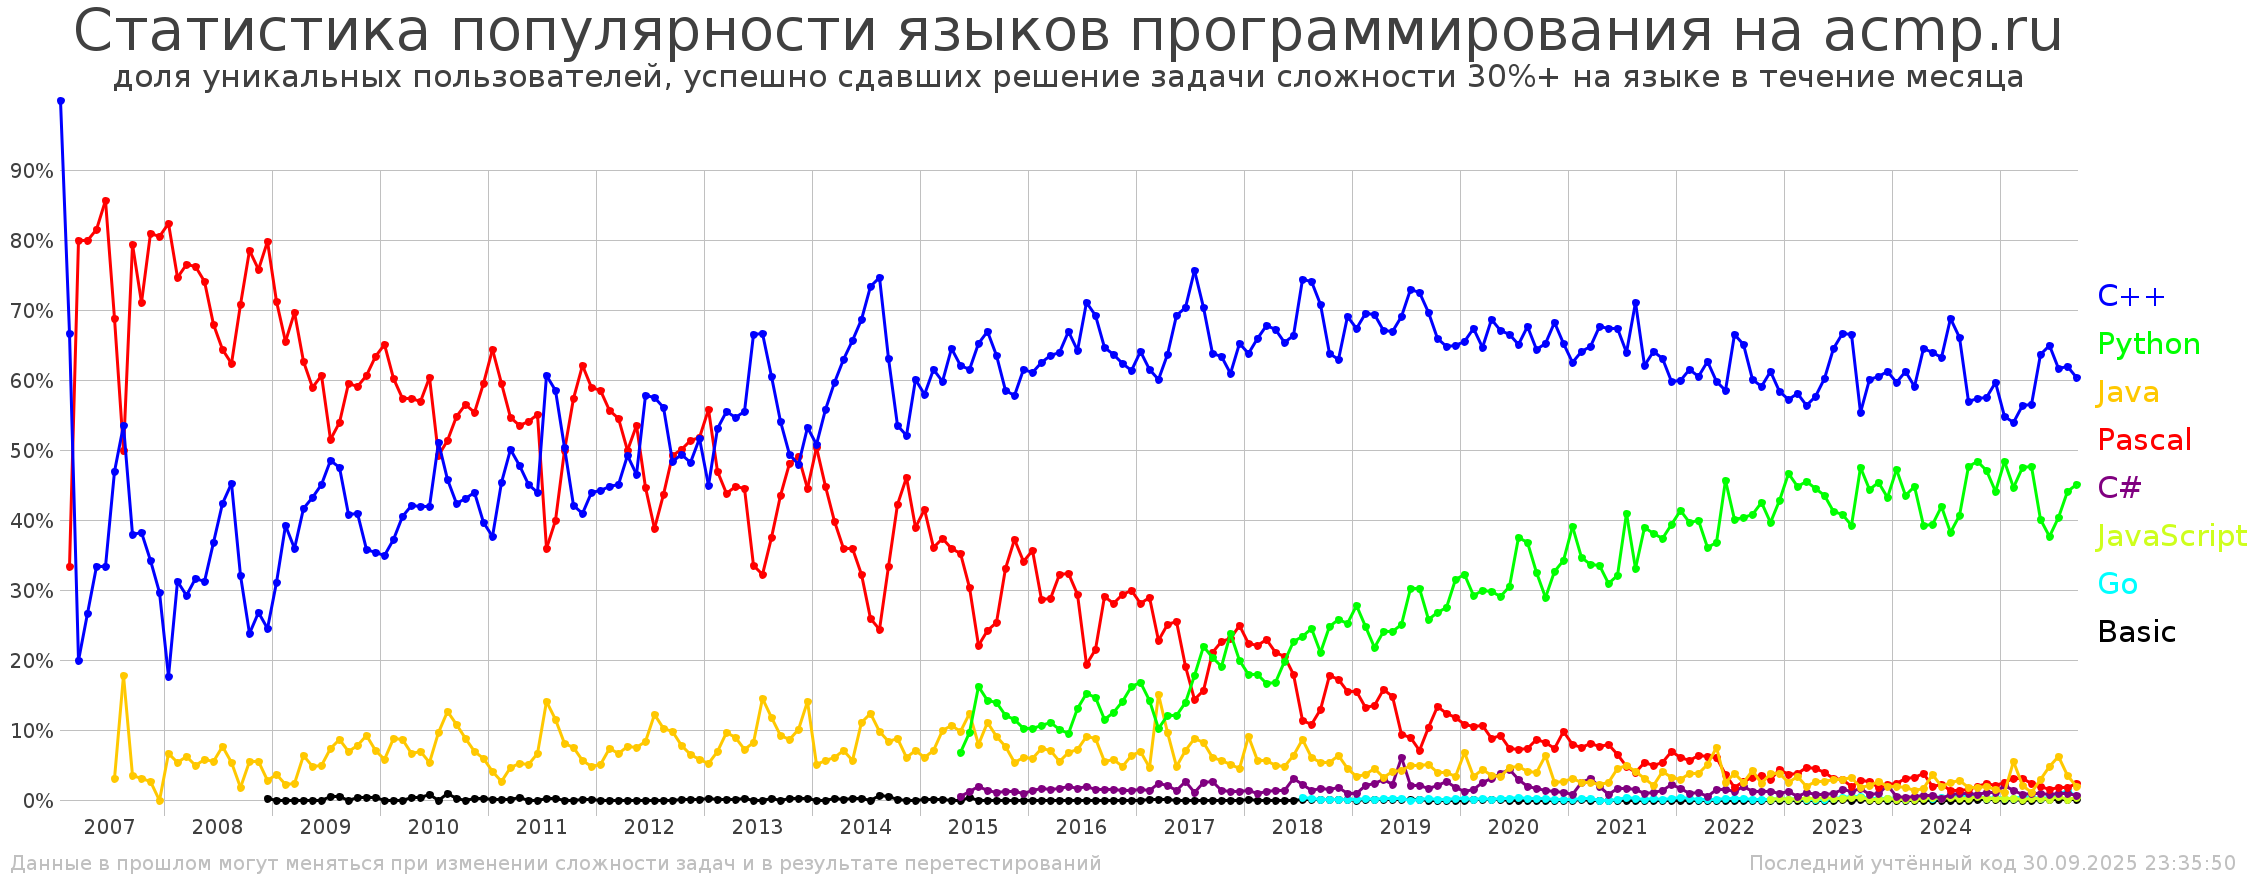 Статистика популярности языков программирования на acmp.ru
доля уникальных пользователей, успешно сдавших решение задачи сложности 30%+ на языке в течение месяца
90%
80%
70%
60%
50%
40%
30%
20%
10%
0%
2007 2008 2009 2010 2011 2012 2013 2014 2015 2016 2017 2018 2019 2020 2021 2022 2023 2024
C++
Python
Java
Pascal
C#
JavaScript
Go
Basic
Данные в прошлом могут меняться при изменении сложности задач и в результате перетестирований
Последний учтённый код 30.09.2025 23:35:50